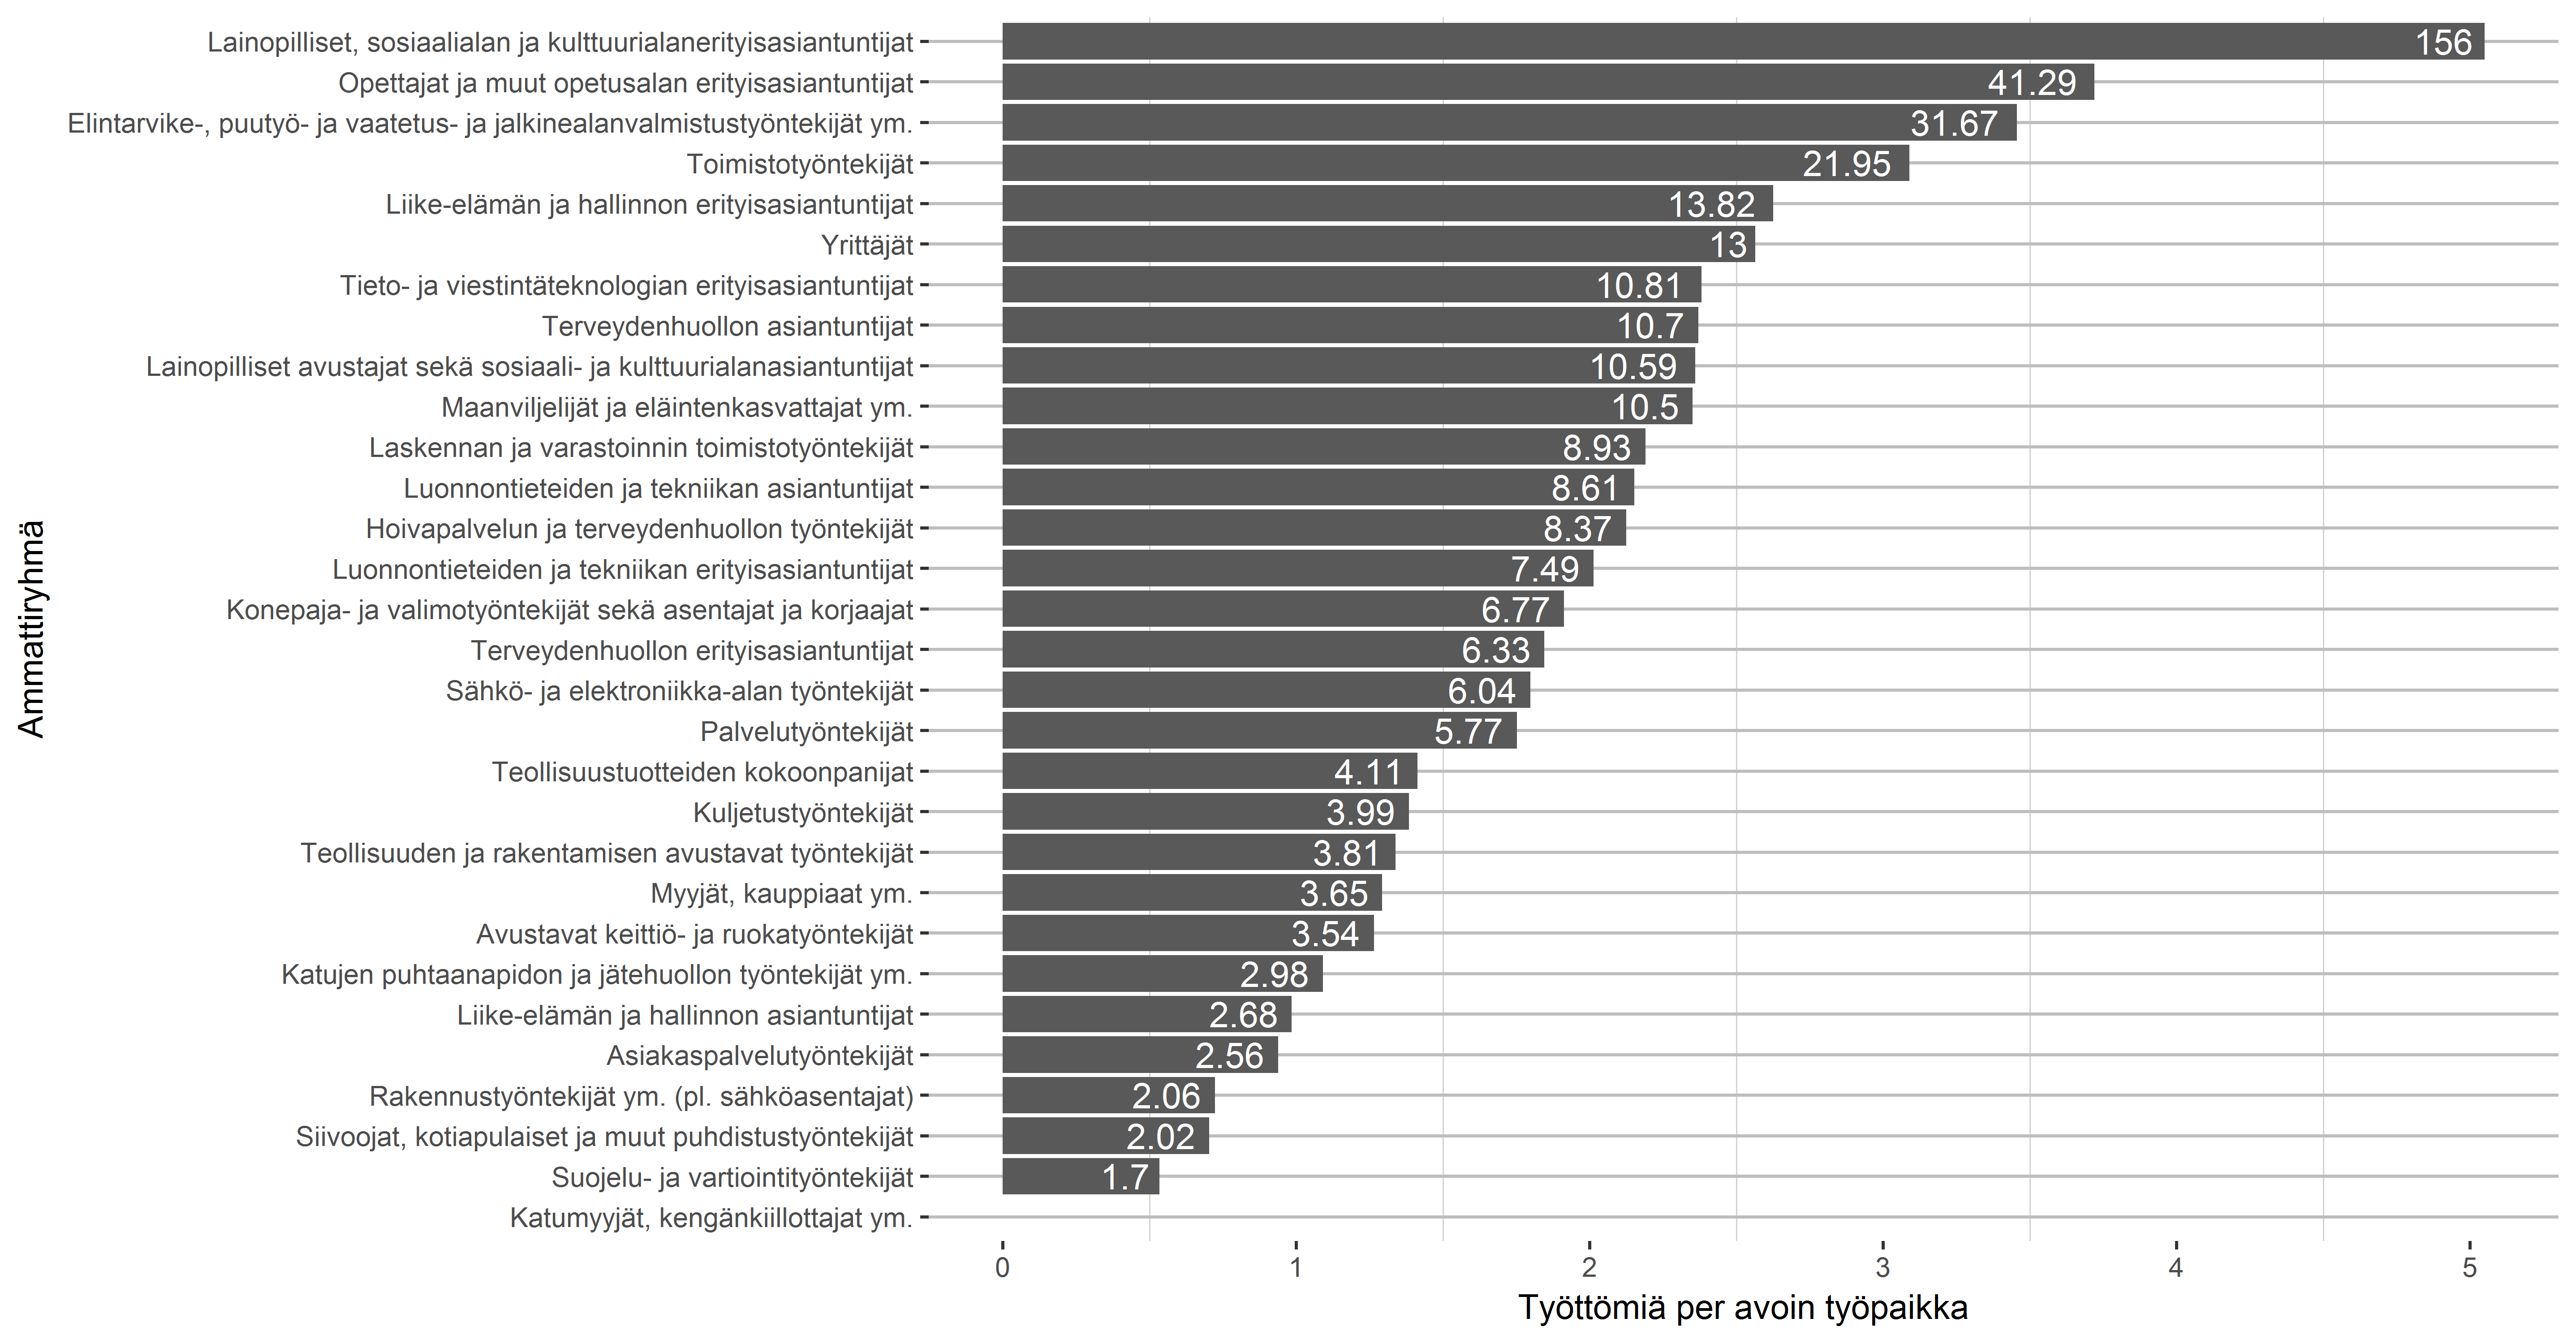 Lainopilliset, sosiaalialan ja kulttuurialanerityisasiantuntijat 156
Opettajat ja muut opetusalan erityisasiantuntijat 41.29
Elintarvike-, puutyö- ja vaatetus- ja jalkinealanvalmistustyöntekijät ym. 31.67
Toimistotyöntekijät 21.95
Liike-elämän ja hallinnon erityisasiantuntijat 13.82
Yrittäjät 13
Tieto- ja viestintäteknologian erityisasiantuntijat 10.81
Terveydenhuollon asiantuntijat 10.7
Lainopilliset avustajat sekä sosiaali- ja kulttuurialanasiantuntijat 10.59
Maanviljelijät ja eläintenkasvattajat ym. 10.5
Laskennan ja varastoinnin toimistotyöntekijät 8.93
Luonnontieteiden ja tekniikan asiantuntijat 8.61
Hoivapalvelun ja terveydenhuollon työntekijät 8.37
Luonnontieteiden ja tekniikan erityisasiantuntijat 7.49
Konepaja- ja valimotyöntekijät sekä asentajat ja korjaajat 6.77
Terveydenhuollon erityisasiantuntijat 6.33
Sähkö- ja elektroniikka-alan työntekijät 6.04
Palvelutyöntekijät 5.77
Teollisuustuotteiden kokoonpanijat 4.11
Kuljetustyöntekijät 3.99
Teollisuuden ja rakentamisen avustavat työntekijät 3.81
Myyjät, kauppiaat ym. 3.65
Avustavat keittiö- ja ruokatyöntekijät 3.54
Katujen puhtaanapidon ja jätehuollon työntekijät ym. 2.98
Liike-elämän ja hallinnon asiantuntijat 2.68
Asiakaspalvelutyöntekijät 2.56
Rakennustyöntekijät ym. (pl. sähköasentajat) 2.06
Siivoojat, kotiapulaiset ja muut puhdistustyöntekijät 2.02
Suojelu- ja vartiointityöntekijät 1.7
Katumyyjät, kengänkiillottajat ym.
0 1 2 3 4 5
Työttömiä per avoin työpaikka
Ammattiryhmä